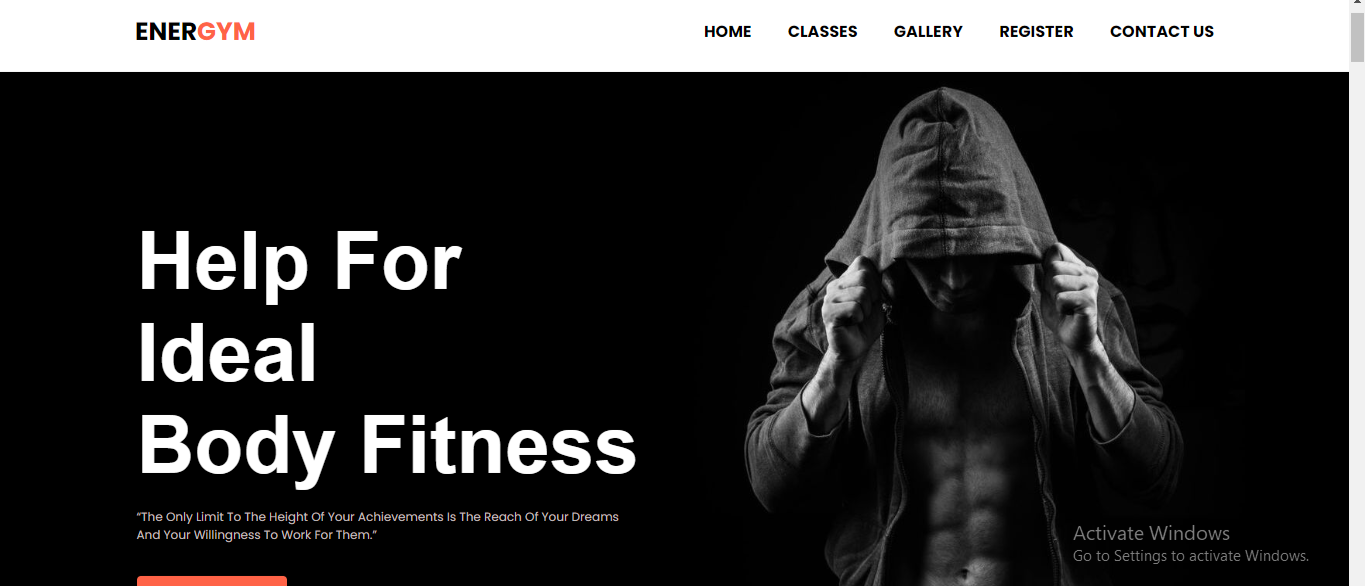 ENERGYM
HOME CLASSES GALLERY REGISTER CONTACT US
Help For
Ideal
Body Fitness
“The Only Limit To The Height Of Your Achievements Is The Reach Of Your Dreams
And Your Willingness To Work For Them.”
Activate Windows
Go to Settings to activate Windows.